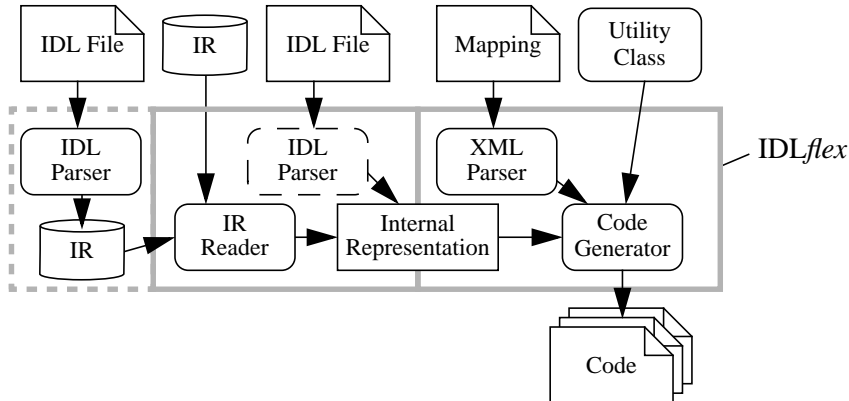 IDL File
IR
IDL File
Mapping
Utility
Class
IDL
Parser
IDL
Parser
XML
Parser
IDLflex
IR
IR
Reader
Internal
Representation
Code
Generator
Code